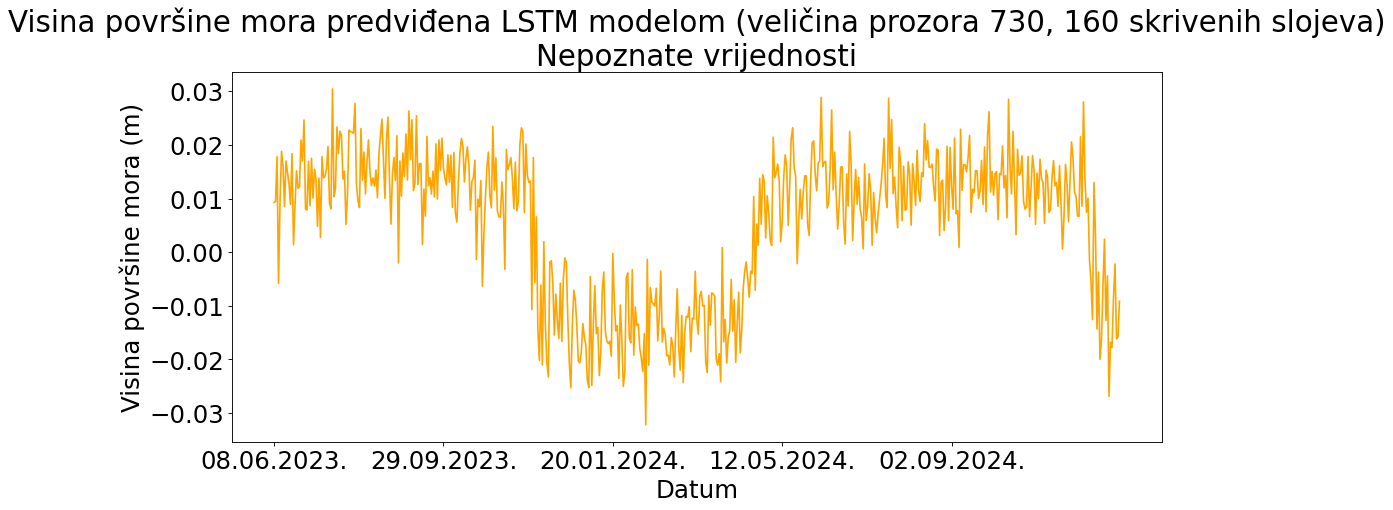 Visina površine mora predviđena LSTM modelom (veličina prozora 730, 160 skrivenih slojeva)
Nepoznate vrijednosti
Visina površine mora (m)
0.03
0.02
0.01
0.00
−0.01
−0.02
−0.03
08.06.2023. 29.09.2023. 20.01.2024. 12.05.2024. 02.09.2024.
Datum